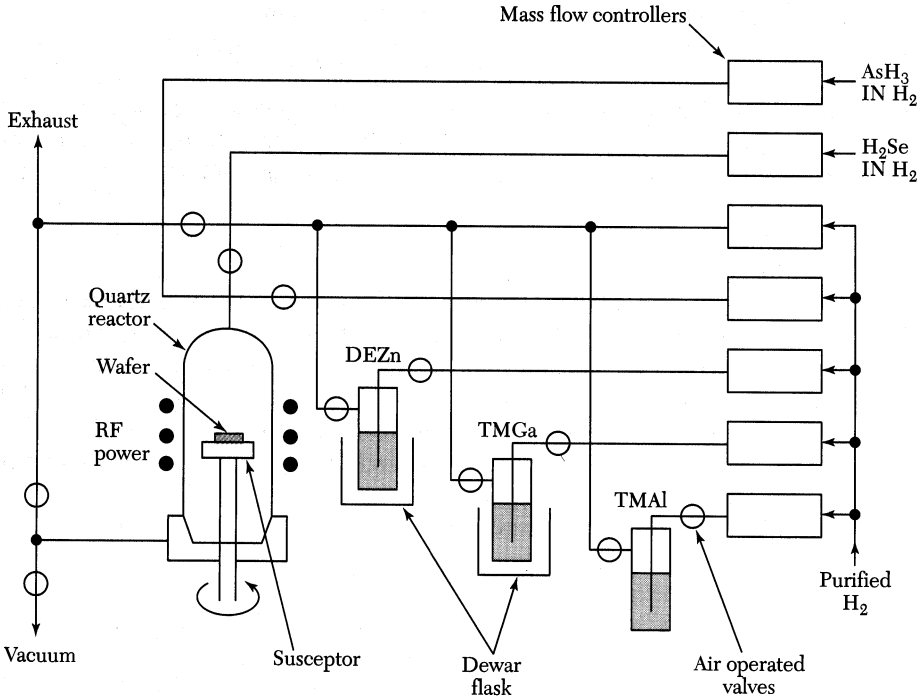 Mass flow controllers
AsH₃
IN H₂
Exhaust
H₂Se
IN H₂
Quartz
reactor
Wafer
DEZn
RF
power
TMGa
TMAl
Purified
H₂
Vacuum
Susceptor
Dewar
flask
Air operated
valves